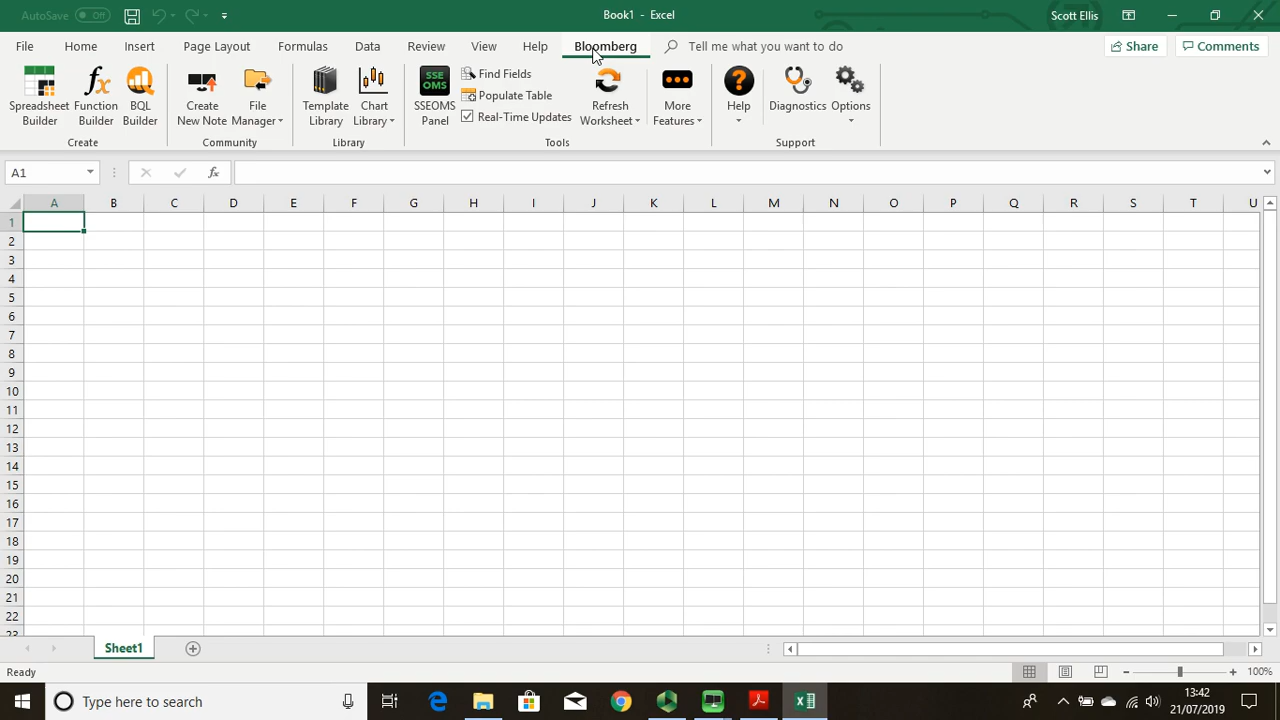 AutoSave Off
Book1 - Excel
Scott Ellis
File Home Insert Page Layout Formulas Data Review View Help Bloomberg Tell me what you want to do Share Comments
Spreadsheet Builder
Function Builder
BQL Builder
Create
Create New Note
File Manager
Community
Template Library
Chart Library
Library
SSE OMS
SSEOMS Panel
Find Fields
Populate Table
Real-Time Updates
Refresh Worksheet
Tools
More Features
Help
Diagnostics
Options
Support
A1
fx
A B C D E F G H I J K L M N O P Q R S T U
1
2
3
4
5
6
7
8
9
10
11
12
13
14
15
16
17
18
19
20
21
22
23
Sheet1
Ready
100%
Type here to search
13:42
21/07/2019